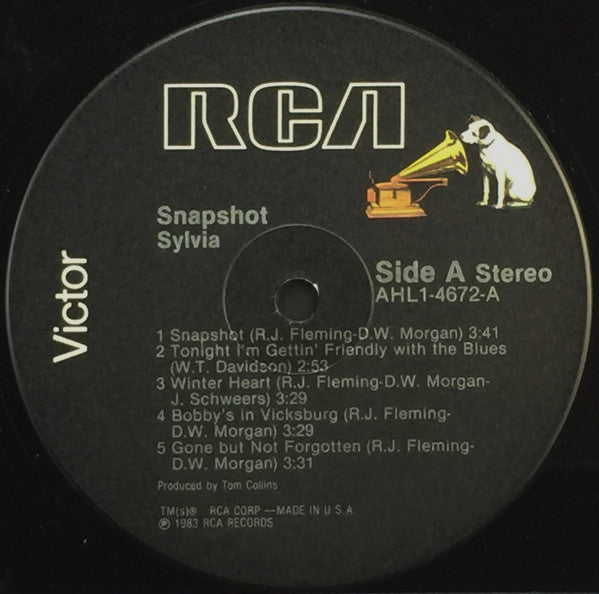 RCA
Snapshot
Sylvia
Victor
Side A Stereo
AHL1-4672-A
1 Snapshot (R.J. Fleming-D.W. Morgan) 3:41
2 Tonight I'm Gettin' Friendly with the Blues
(W.T. Davidson) 2:53
3 Winter Heart (R.J. Fleming-D.W. Morgan-
J. Schweers) 3:29
4 Bobby's in Vicksburg (R.J. Fleming-
D.W. Morgan) 3:29
5 Gone but Not Forgotten (R.J. Fleming-
D.W. Morgan) 3:31
Produced by Tom Collins
TM(s)® RCA CORP —MADE IN U S A
℗ 1983 RCA RECORDS